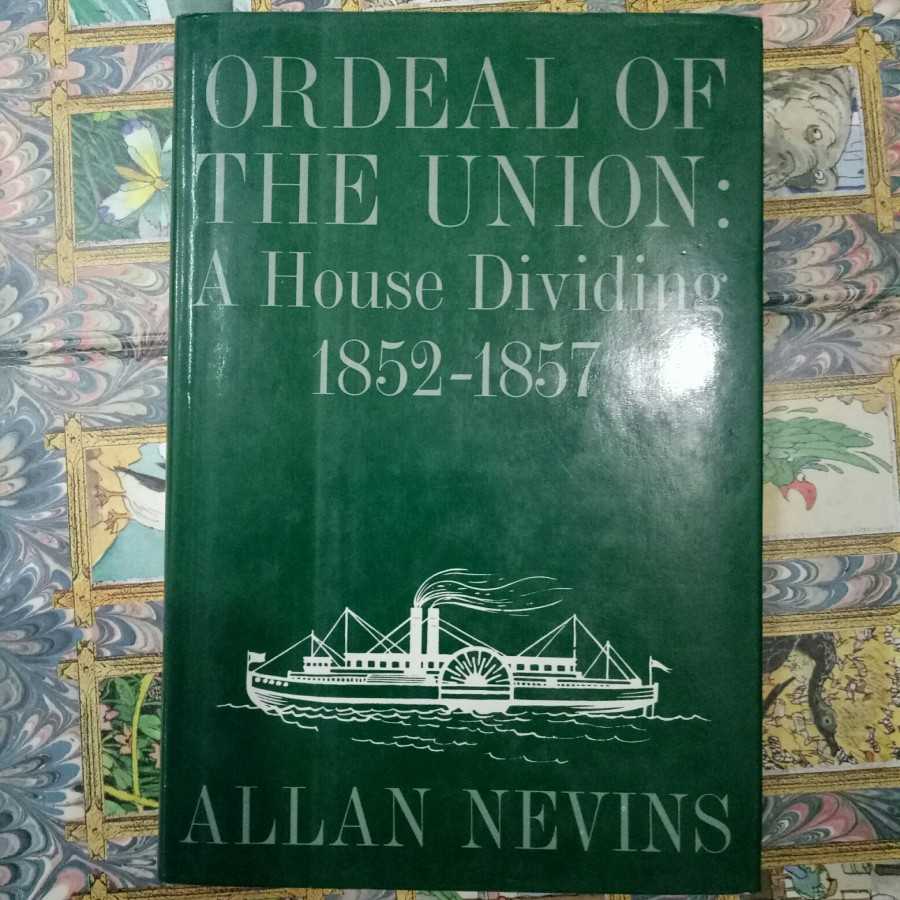 ORDEAL OF
THE UNION:
A House Dividing
1852-1857
ALLAN NEVINS